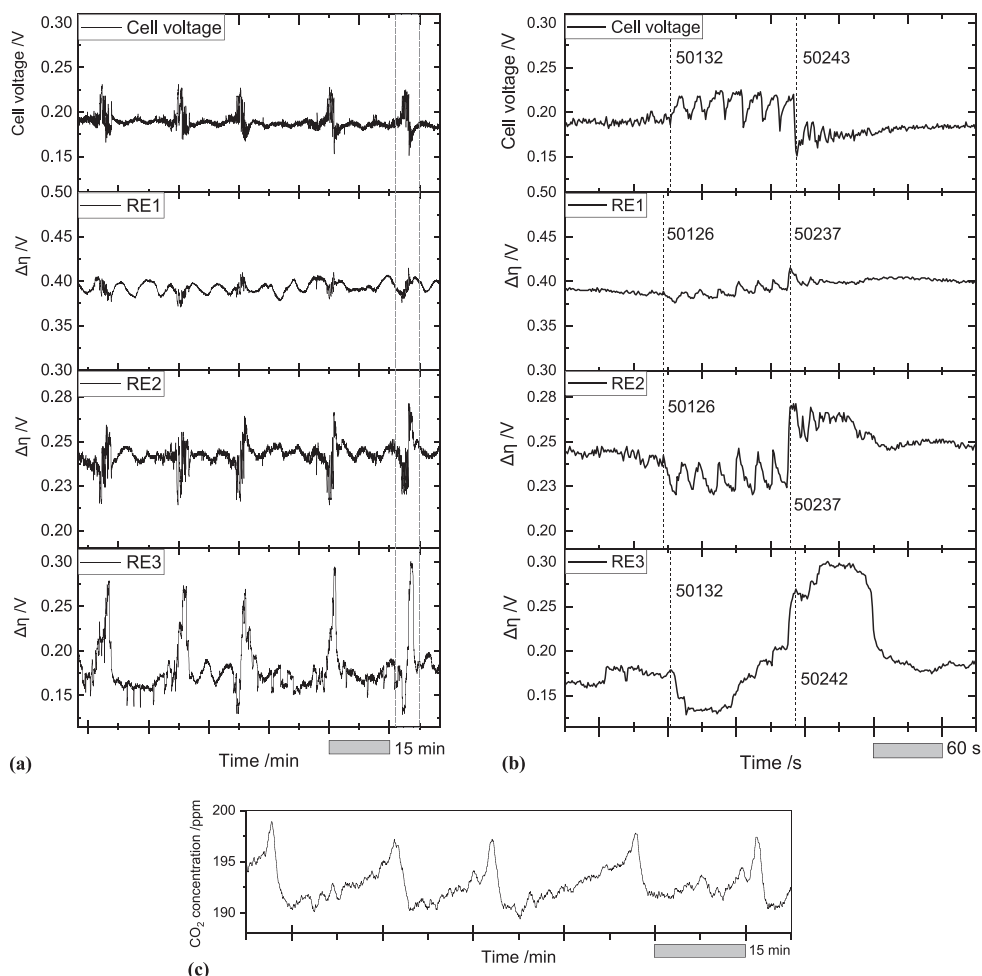 0.30
0.25
0.20
0.15
0.50
Cell voltage /V
Cell voltage
0.45
0.40
0.35
0.30
Δη /V
RE1
0.28
0.25
0.23
0.20
Δη /V
RE2
0.30
0.25
0.20
0.15
Δη /V
RE3
Time /min
15 min
(a)
0.30
0.25
0.20
0.15
0.50
Cell voltage /V
Cell voltage
50132
50243
0.45
0.40
0.35
0.30
Δη /V
RE1
50126
50237
0.28
0.25
0.23
0.20
Δη /V
RE2
50126
50237
0.30
0.25
0.20
0.15
Δη /V
RE3
50132
50242
Time /s
60 s
(b)
200
195
190
CO₂ concentration /ppm
Time /min
15 min
(c)